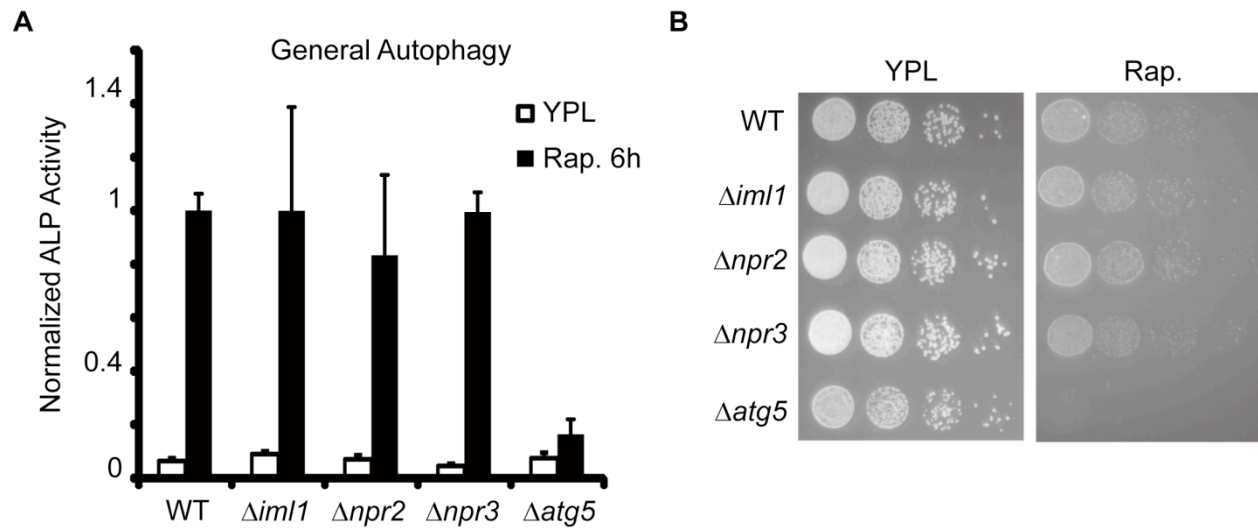 A
General Autophagy
Normalized ALP Activity
1.4
1
0.4
0
YPL
Rap. 6h
WT Δiml1 Δnpr2 Δnpr3 Δatg5
B
YPL Rap.
WT
Δiml1
Δnpr2
Δnpr3
Δatg5